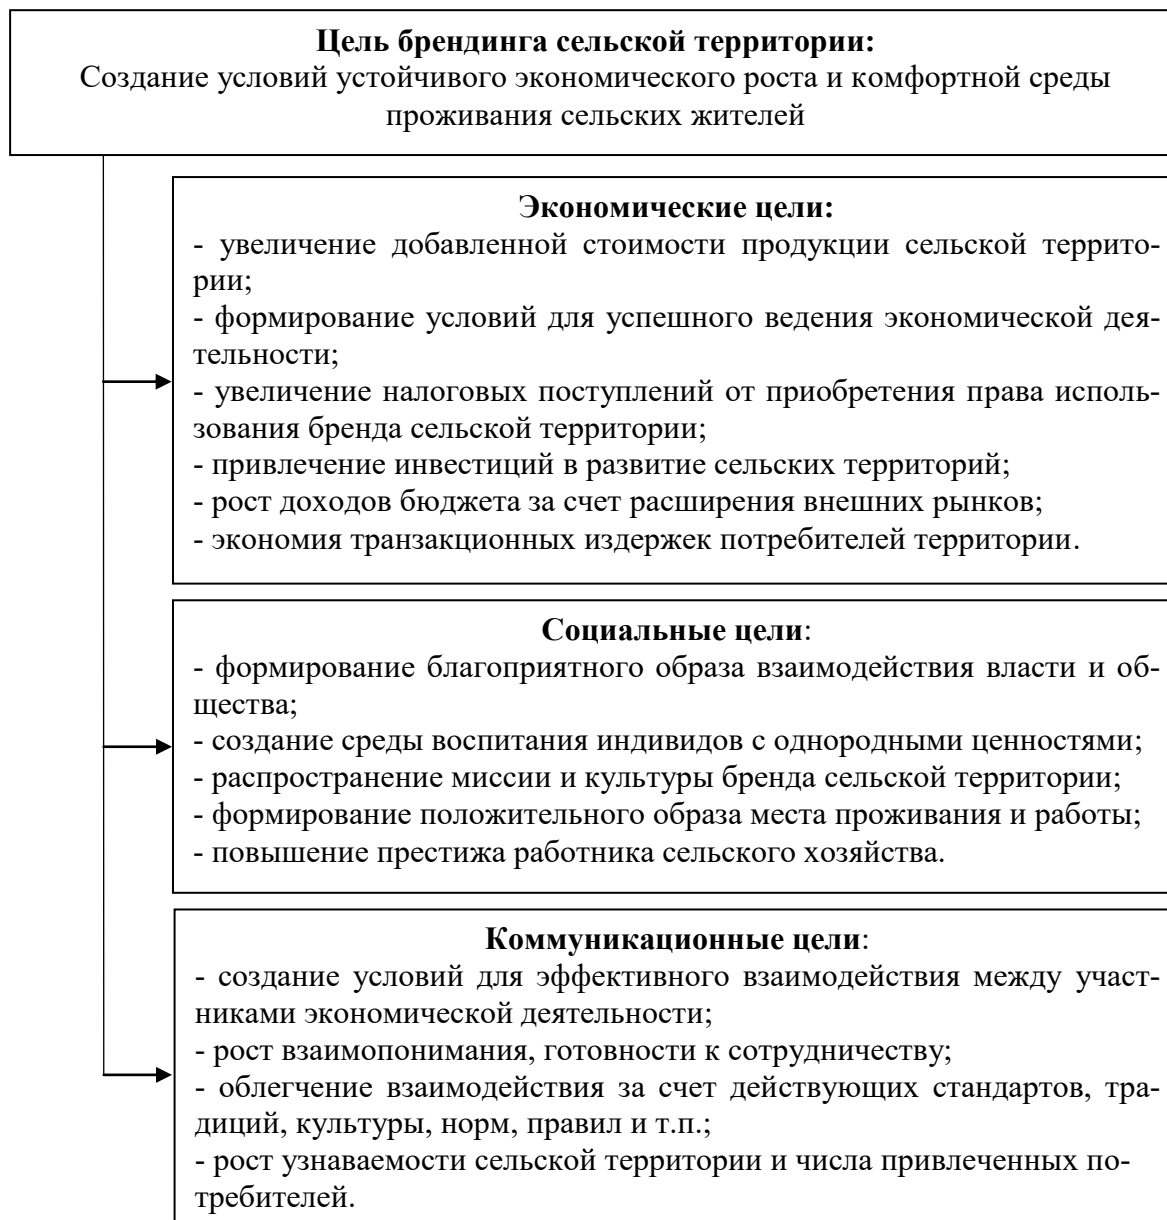 Цель брендинга сельской территории:
Создание условий устойчивого экономического роста и комфортной среды
проживания сельских жителей
Экономические цели:
- увеличение добавленной стоимости продукции сельской террито-
рии;
- формирование условий для успешного ведения экономической дея-
тельности;
- увеличение налоговых поступлений от приобретения права исполь-
зования бренда сельской территории;
- привлечение инвестиций в развитие сельских территорий;
- рост доходов бюджета за счет расширения внешних рынков;
- экономия транзакционных издержек потребителей территории.
Социальные цели:
- формирование благоприятного образа взаимодействия власти и об-
щества;
- создание среды воспитания индивидов с однородными ценностями;
- распространение миссии и культуры бренда сельской территории;
- формирование положительного образа места проживания и работы;
- повышение престижа работника сельского хозяйства.
Коммуникационные цели:
- создание условий для эффективного взаимодействия между участ-
никами экономической деятельности;
- рост взаимопонимания, готовности к сотрудничеству;
- облегчение взаимодействия за счет действующих стандартов, тра-
диций, культуры, норм, правил и т.п.;
- рост узнаваемости сельской территории и числа привлеченных по-
требителей.